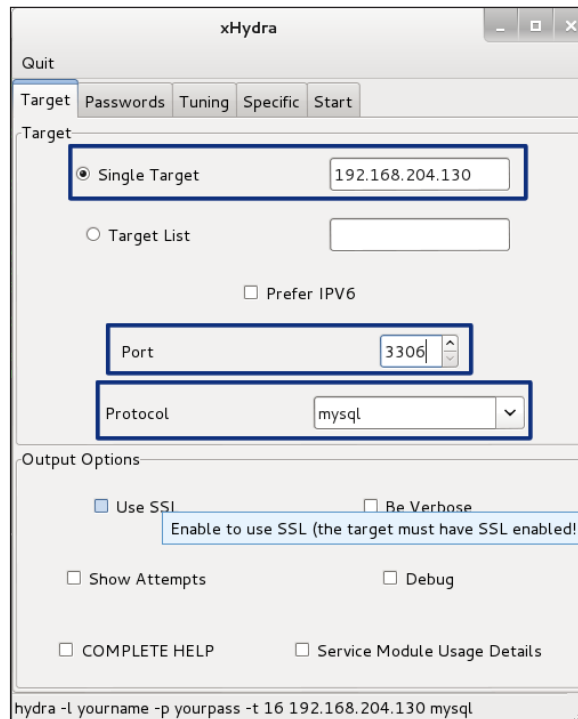 xHydra
Quit
Target Passwords Tuning Specific Start
Target
Single Target 192.168.204.130
Target List
Prefer IPV6
Port 3306
Protocol mysql
Output Options
Use SSL Be Verbose
Enable to use SSL (the target must have SSL enabled!
Show Attempts Debug
COMPLETE HELP Service Module Usage Details
hydra -l yourname -p yourpass -t 16 192.168.204.130 mysql